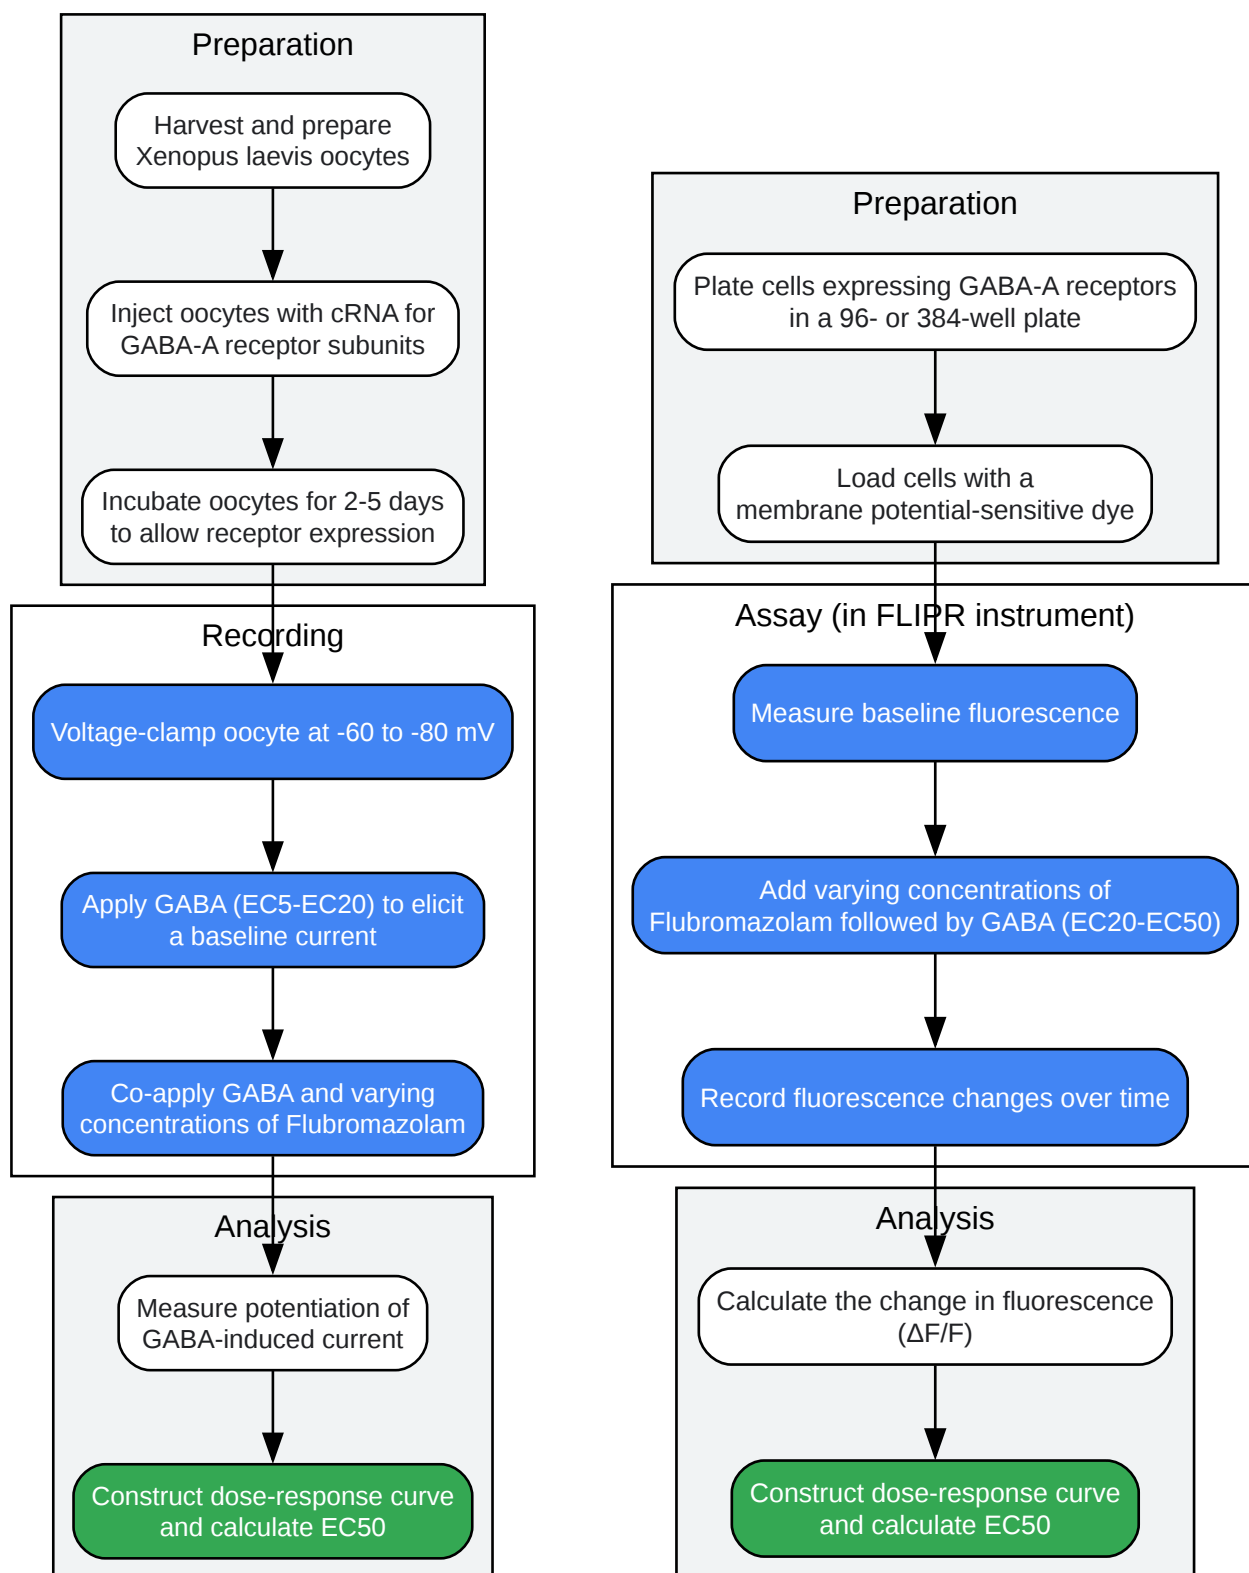 Preparation
Harvest and prepare
Xenopus laevis oocytes
Inject oocytes with cRNA for
GABA-A receptor subunits
Incubate oocytes for 2-5 days
to allow receptor expression
Recording
Voltage-clamp oocyte at -60 to -80 mV
Apply GABA (EC5-EC20) to elicit
a baseline current
Co-apply GABA and varying
concentrations of Flubromazolam
Analysis
Measure potentiation of
GABA-induced current
Construct dose-response curve
and calculate EC50
Preparation
Plate cells expressing GABA-A receptors
in a 96- or 384-well plate
Load cells with a
membrane potential-sensitive dye
Assay (in FLIPR instrument)
Measure baseline fluorescence
Add varying concentrations of
Flubromazolam followed by GABA (EC20-EC50)
Record fluorescence changes over time
Analysis
Calculate the change in fluorescence
(ΔF/F)
Construct dose-response curve
and calculate EC50